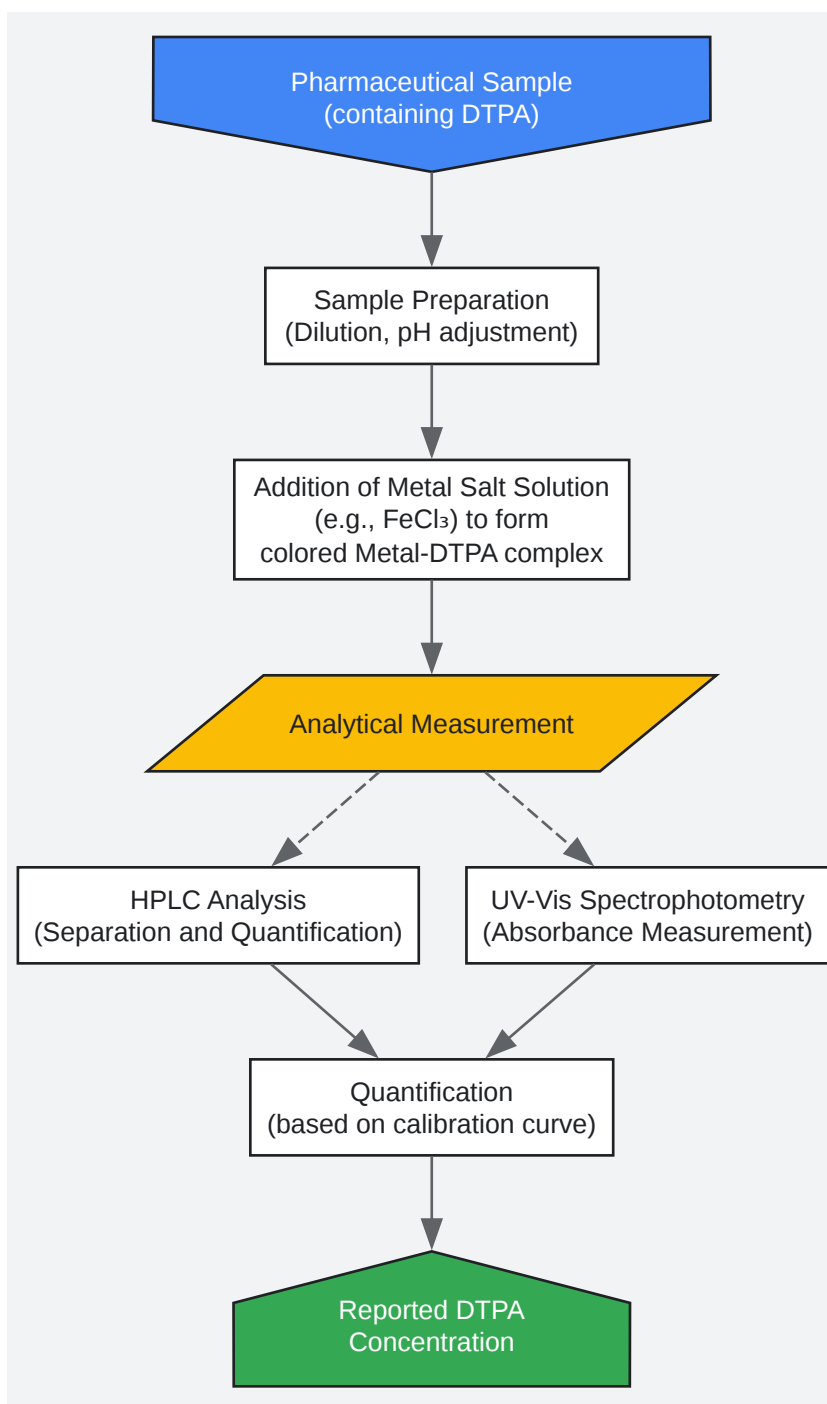 Pharmaceutical Sample
(containing DTPA)
Sample Preparation
(Dilution, pH adjustment)
Addition of Metal Salt Solution
(e.g., FeCl₃) to form
colored Metal-DTPA complex
Analytical Measurement
HPLC Analysis
(Separation and Quantification)
UV-Vis Spectrophotometry
(Absorbance Measurement)
Quantification
(based on calibration curve)
Reported DTPA
Concentration